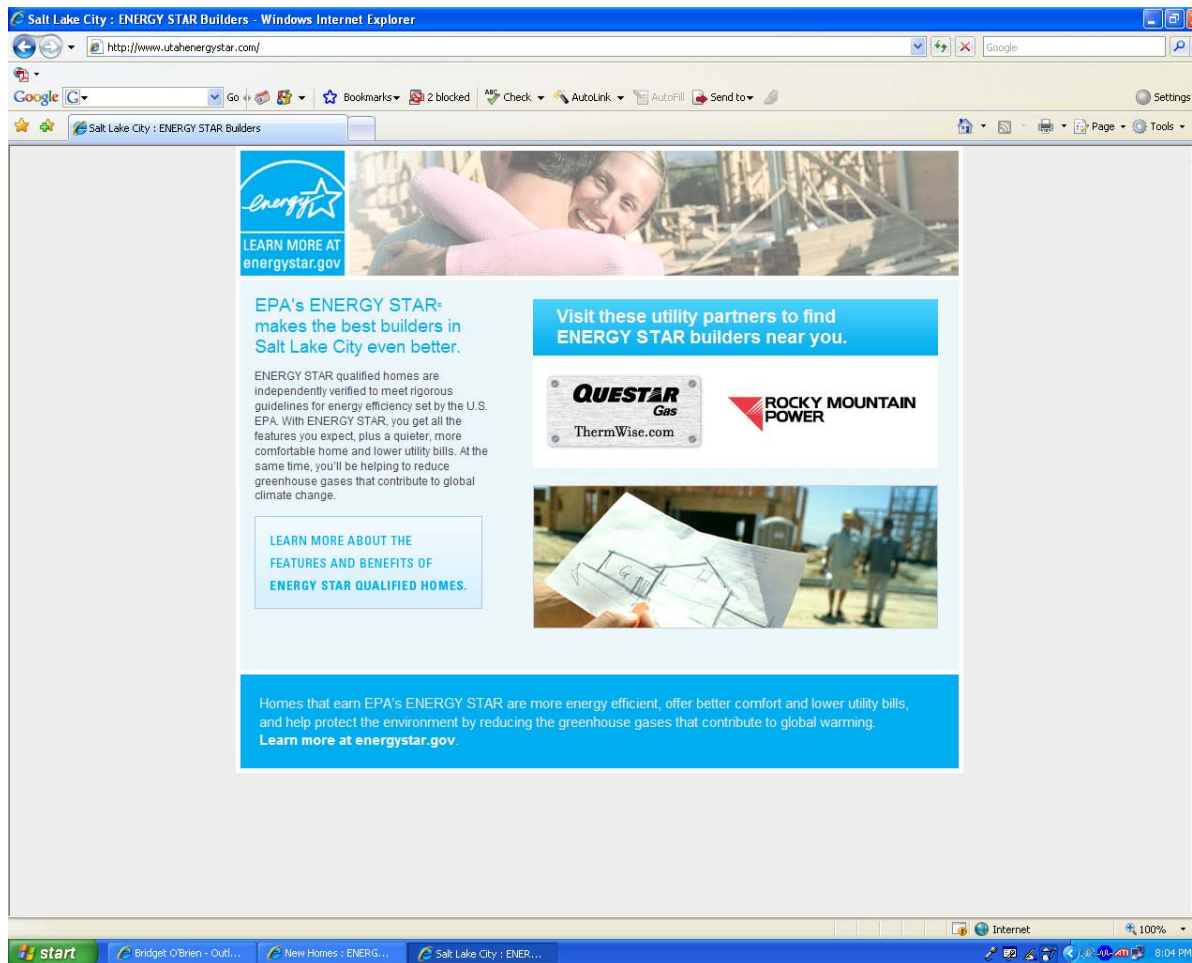 Salt Lake City : ENERGY STAR Builders - Windows Internet Explorer
http://www.utahenergystar.com/
Google
Google G Go Bookmarks 2 blocked ABC Check AutoLink AutoFill Send to Settings
Salt Lake City : ENERGY STAR Builders
Page Tools
energy
LEARN MORE AT
energystar.gov
EPA's ENERGY STAR®
makes the best builders in
Salt Lake City even better.
ENERGY STAR qualified homes are
independently verified to meet rigorous
guidelines for energy efficiency set by the U.S.
EPA. With ENERGY STAR, you get all the
features you expect, plus a quieter, more
comfortable home and lower utility bills. At the
same time, you'll be helping to reduce
greenhouse gases that contribute to global
climate change.
LEARN MORE ABOUT THE
FEATURES AND BENEFITS OF
ENERGY STAR QUALIFIED HOMES.
Visit these utility partners to find
ENERGY STAR builders near you.
QUESTAR
Gas
ThermWise.com
ROCKY MOUNTAIN
POWER
Homes that earn EPA's ENERGY STAR are more energy efficient, offer better comfort and lower utility bills,
and help protect the environment by reducing the greenhouse gases that contribute to global warming.
Learn more at energystar.gov.
Internet 100%
start Bridget O'Brien - Outl... New Homes : ENERG... Salt Lake City : ENER... 8:04 PM